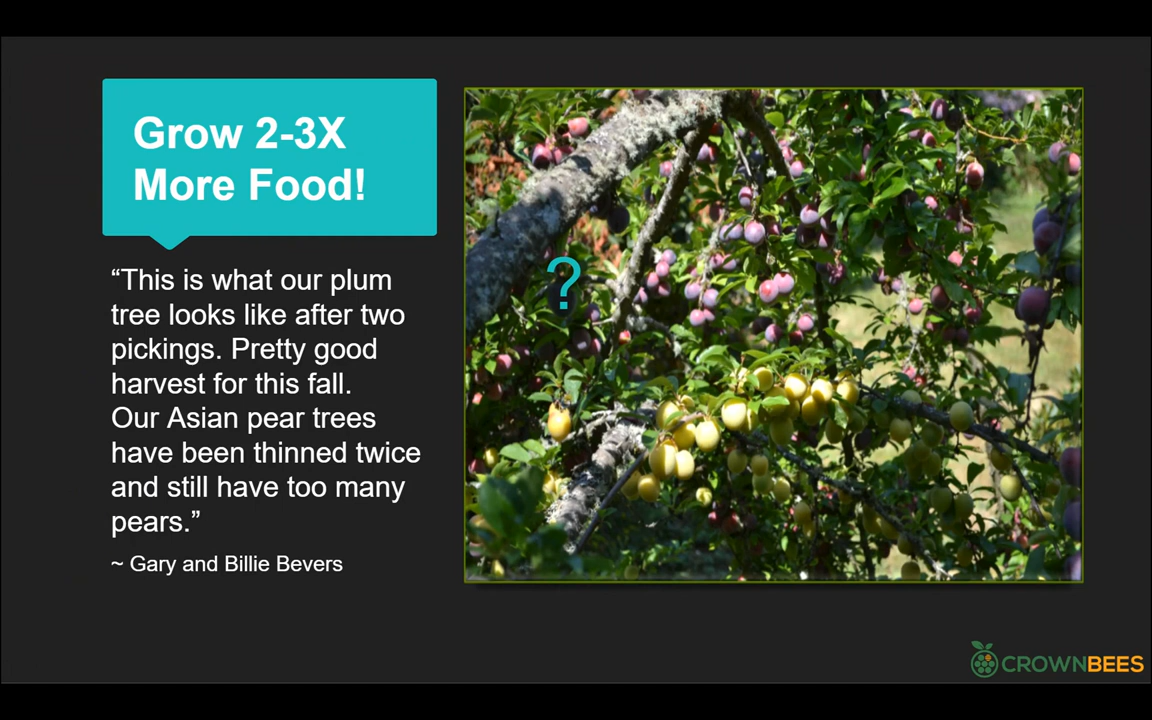 Grow 2-3X
More Food!
“This is what our plum
tree looks like after two
pickings. Pretty good
harvest for this fall.
Our Asian pear trees
have been thinned twice
and still have too many
pears.”
~ Gary and Billie Bevers
?
CROWNBEES